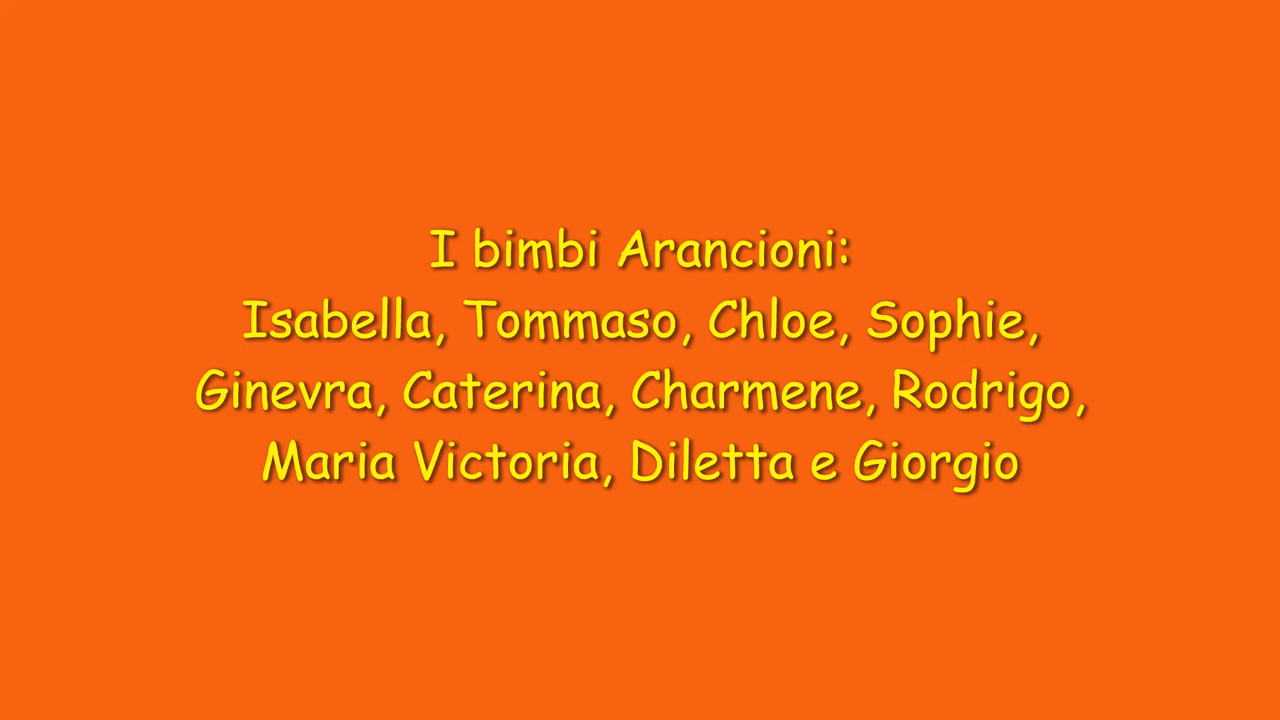 I bimbi Arancioni:
Isabella, Tommaso, Chloe, Sophie,
Ginevra, Caterina, Charmene, Rodrigo,
Maria Victoria, Diletta e Giorgio